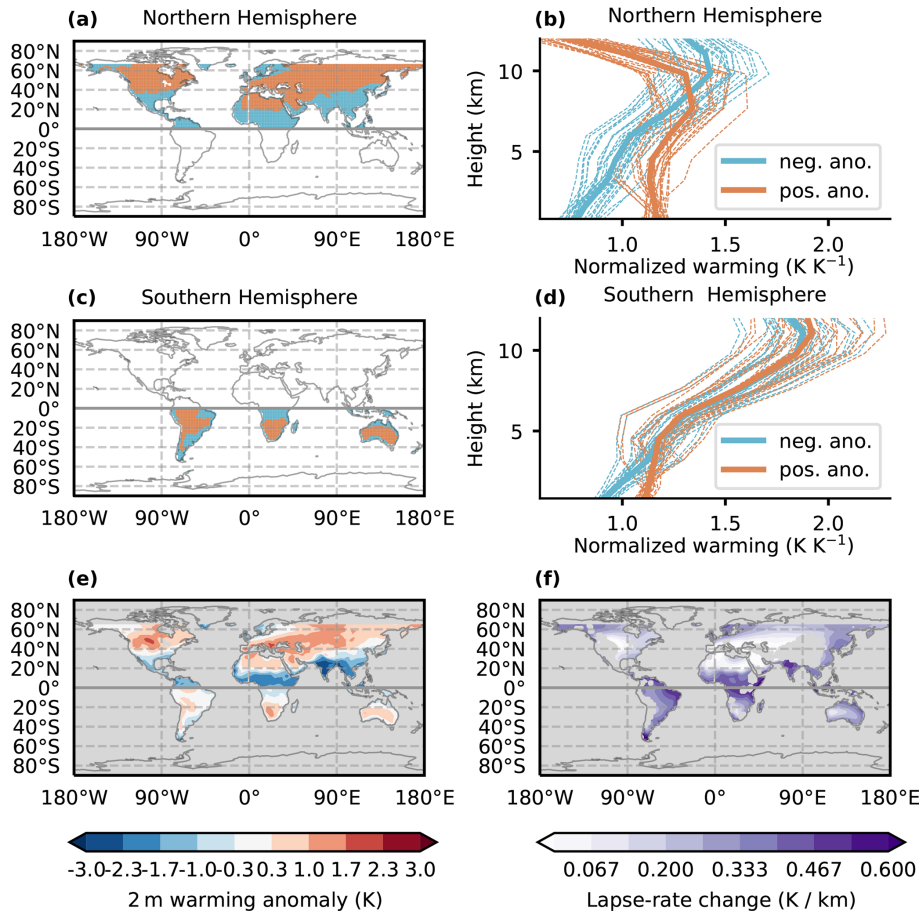 (a) Northern Hemisphere
80°N
60°N
40°N
20°N
0°
20°S
40°S
60°S
80°S
180°W 90°W 0° 90°E 180°E
(b) Northern Hemisphere
Height (km)
10
5
neg. ano.
pos. ano.
1.0 1.5 2.0
Normalized warming (K K⁻¹)
(c) Southern Hemisphere
80°N
60°N
40°N
20°N
0°
20°S
40°S
60°S
80°S
180°W 90°W 0° 90°E 180°E
(d) Southern Hemisphere
Height (km)
10
5
neg. ano.
pos. ano.
1.0 1.5 2.0
Normalized warming (K K⁻¹)
(e)
80°N
60°N
40°N
20°N
0°
20°S
40°S
60°S
80°S
180°W 90°W 0° 90°E 180°E
-3.0 -2.3 -1.7 -1.0 -0.3 0.3 1.0 1.7 2.3 3.0
2 m warming anomaly (K)
(f)
80°N
60°N
40°N
20°N
0°
20°S
40°S
60°S
80°S
180°W 90°W 0° 90°E 180°E
0.067 0.200 0.333 0.467 0.600
Lapse-rate change (K / km)